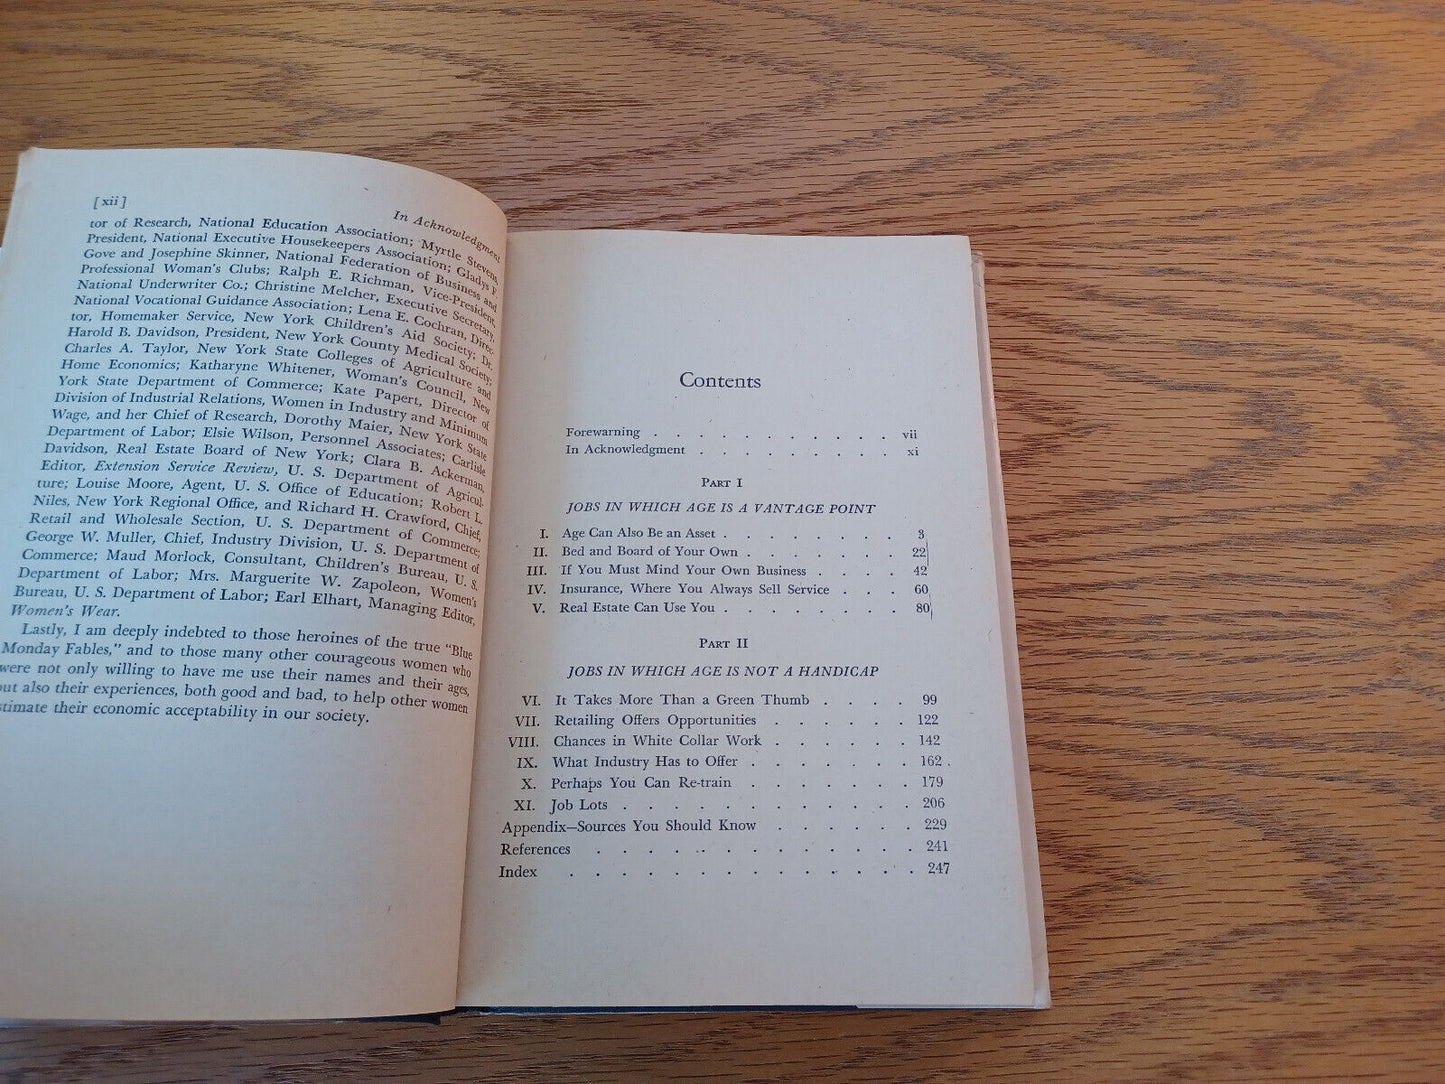 [ xii ]
In Acknowledgment
tor of Research, National Education Association; Myrtle Stevens,
President, National Executive Housekeepers Association; Gladys F.
Gove and Josephine Skinner, National Federation of Business and
Professional Woman's Clubs; Ralph E. Richman, Vice-President,
National Underwriter Co.; Christine Melcher, Executive Secretary,
National Vocational Guidance Association; Lena E. Cochran, Direc-
tor, Homemaker Service, New York Children's Aid Society; Dr.
Harold B. Davidson, President, New York County Medical Society;
Charles A. Taylor, New York State Colleges of Agriculture and
Home Economics; Katharyne Whitener, Woman's Council, New
York State Department of Commerce; Kate Papert, Director of
Division of Industrial Relations, Women in Industry and Minimum
Wage, and her Chief of Research, Dorothy Maier, New York State
Department of Labor; Elsie Wilson, Personnel Associates; Carlisle
Davidson, Real Estate Board of New York; Clara B. Ackerman,
Editor, Extension Service Review, U. S. Department of Agricul-
ture; Louise Moore, Agent, U. S. Office of Education; Robert L.
Niles, New York Regional Office, and Richard H. Crawford, Chief,
Retail and Wholesale Section, U. S. Department of Commerce;
George W. Muller, Chief, Industry Division, U. S. Department of
Commerce; Maud Morlock, Consultant, Children's Bureau, U. S.
Department of Labor; Mrs. Marguerite W. Zapoleon, Women's
Bureau, U. S. Department of Labor; Earl Elhart, Managing Editor,
Women's Wear.
Lastly, I am deeply indebted to those heroines of the true "Blue
Monday Fables," and to those many other courageous women who
were not only willing to have me use their names and their ages,
but also their experiences, both good and bad, to help other women
stimate their economic acceptability in our society.
Contents
Forewarning . . . . . . . . . . . vii
In Acknowledgment . . . . . . . . . xi
PART I
JOBS IN WHICH AGE IS A VANTAGE POINT
I. Age Can Also Be an Asset . . . . . . . . 3
II. Bed and Board of Your Own . . . . . . . 22
III. If You Must Mind Your Own Business . . . . . 42
IV. Insurance, Where You Always Sell Service . . . 60
V. Real Estate Can Use You . . . . . . . . 80
PART II
JOBS IN WHICH AGE IS NOT A HANDICAP
VI. It Takes More Than a Green Thumb . . . . 99
VII. Retailing Offers Opportunities . . . . . . 122
VIII. Chances in White Collar Work . . . . . . 142
IX. What Industry Has to Offer . . . . . . . 162
X. Perhaps You Can Re-train . . . . . . . 179
XI. Job Lots . . . . . . . . . . . 206
Appendix—Sources You Should Know . . . . . . 229
References . . . . . . . . . . . . . 241
Index . . . . . . . . . . . . . . 247